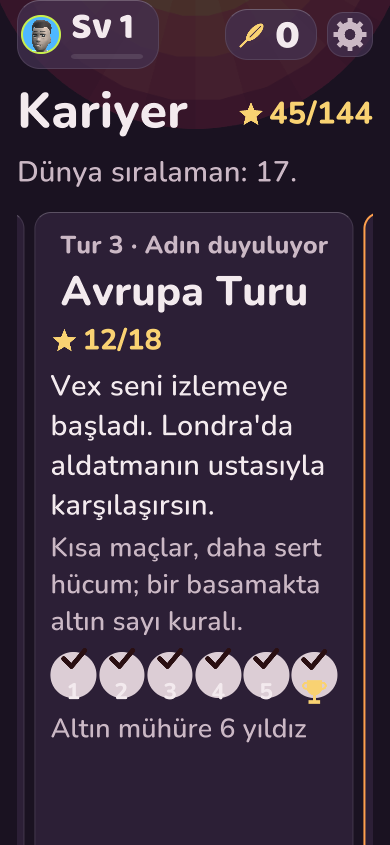 Sv 1
0
Kariyer
45/144
Dünya sıralaman: 17.
Tur 3 · Adın duyuluyor
Avrupa Turu
12/18
Vex seni izlemeye
başladı. Londra'da
aldatmanın ustasıyla
karşılaşırsın.
Kısa maçlar, daha sert
hücum; bir basamakta
altın sayı kuralı.
1 2 3 4 5
Altın mühüre 6 yıldız